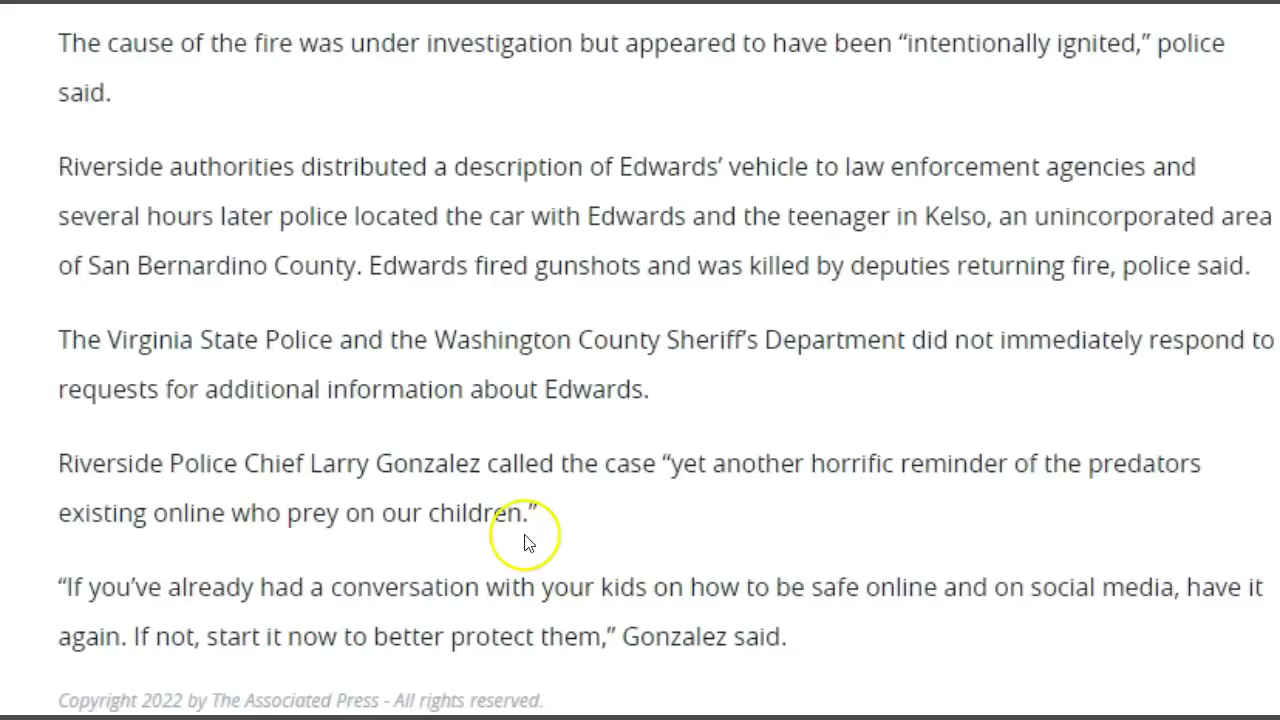 The cause of the fire was under investigation but appeared to have been “intentionally ignited,” police
said.
Riverside authorities distributed a description of Edwards’ vehicle to law enforcement agencies and
several hours later police located the car with Edwards and the teenager in Kelso, an unincorporated area
of San Bernardino County. Edwards fired gunshots and was killed by deputies returning fire, police said.
The Virginia State Police and the Washington County Sheriff’s Department did not immediately respond to
requests for additional information about Edwards.
Riverside Police Chief Larry Gonzalez called the case “yet another horrific reminder of the predators
existing online who prey on our children.”
“If you’ve already had a conversation with your kids on how to be safe online and on social media, have it
again. If not, start it now to better protect them,” Gonzalez said.
Copyright 2022 by The Associated Press - All rights reserved.